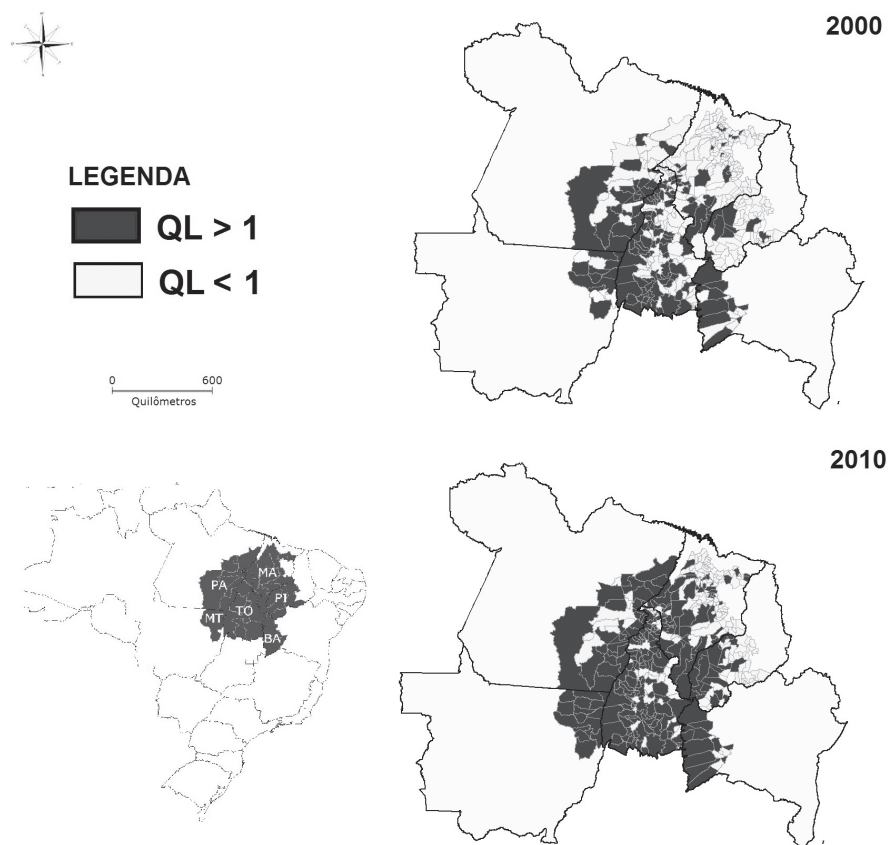 2000
LEGENDA
QL > 1
QL < 1
0 600
Quilômetros
2010
PA
MA
PI
MT
TO
BA